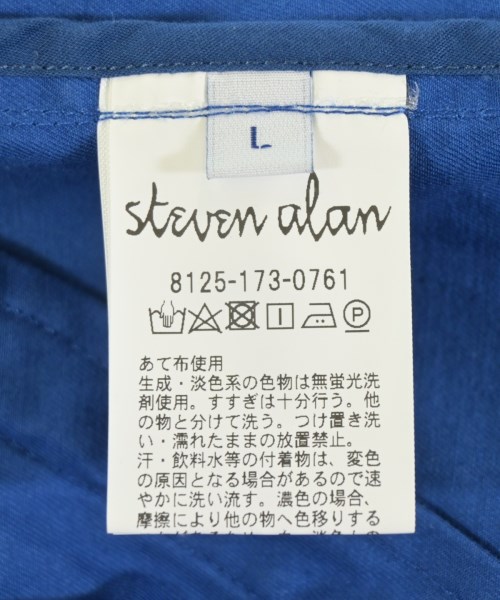 L
steven alan
8125-173-0761
あて布使用
生成・淡色系の色物は無蛍光洗
剤使用。すすぎは十分行う。他
の物と分けて洗う。つけ置き洗
い・濡れたままの放置禁止。
汗・飲料水等の付着物は、変色
の原因となる場合があるので速
やかに洗い流す。濃色の場合、
摩擦により他の物へ色移りする